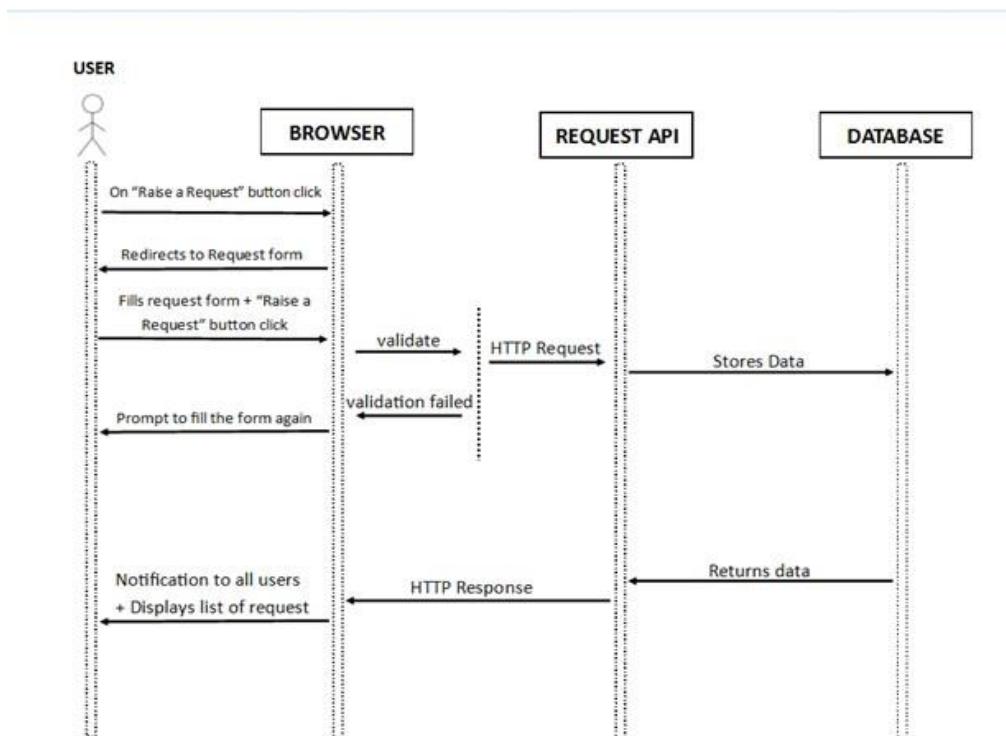 USER
BROWSER
REQUEST API
DATABASE
On “Raise a Request” button click
Redirects to Request form
Fills request form + “Raise a
Request” button click
validate
HTTP Request
Stores Data
validation failed
Prompt to fill the form again
Returns data
HTTP Response
Notification to all users
+ Displays list of request